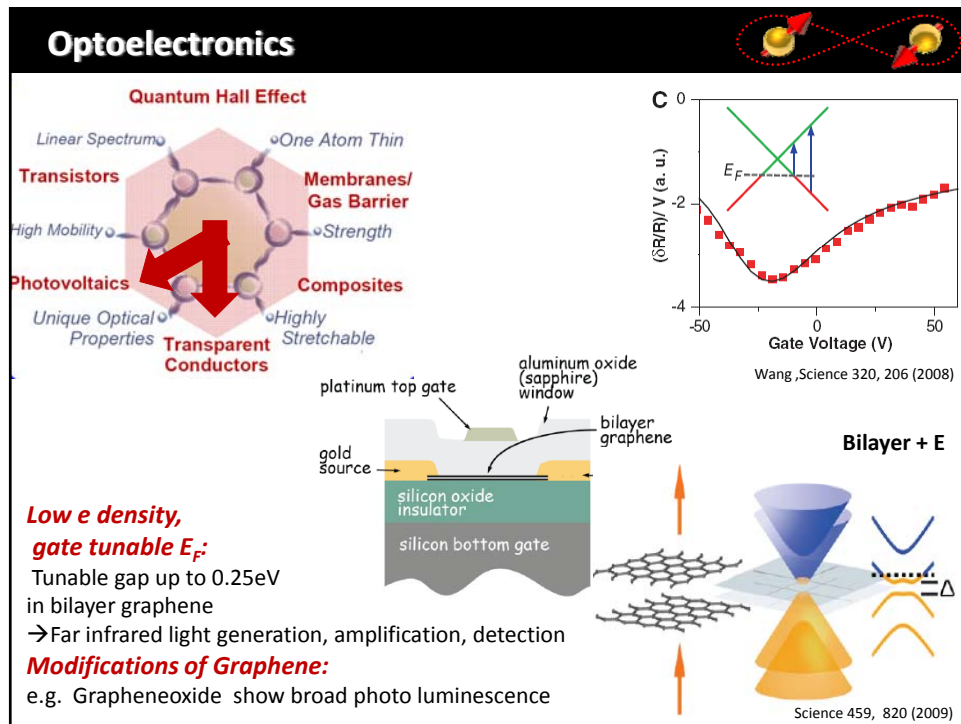 Optoelectronics
Quantum Hall Effect
Linear Spectrum
One Atom Thin
Transistors
Membranes/
Gas Barrier
High Mobility
Strength
Photovoltaics
Composites
Unique Optical
Properties
Highly
Stretchable
Transparent
Conductors
C
0
-2
-4
(δR/R)/ V (a. u.)
E_F
-50
0
50
Gate Voltage (V)
Wang ,Science 320, 206 (2008)
platinum top gate
aluminum oxide
(sapphire)
window
bilayer
graphene
gold
source
silicon oxide
insulator
silicon bottom gate
Bilayer + E
Δ
Low e density,
gate tunable E_F:
Tunable gap up to 0.25eV
in bilayer graphene
→Far infrared light generation, amplification, detection
Modifications of Graphene:
e.g. Grapheneoxide show broad photo luminescence
Science 459, 820 (2009)